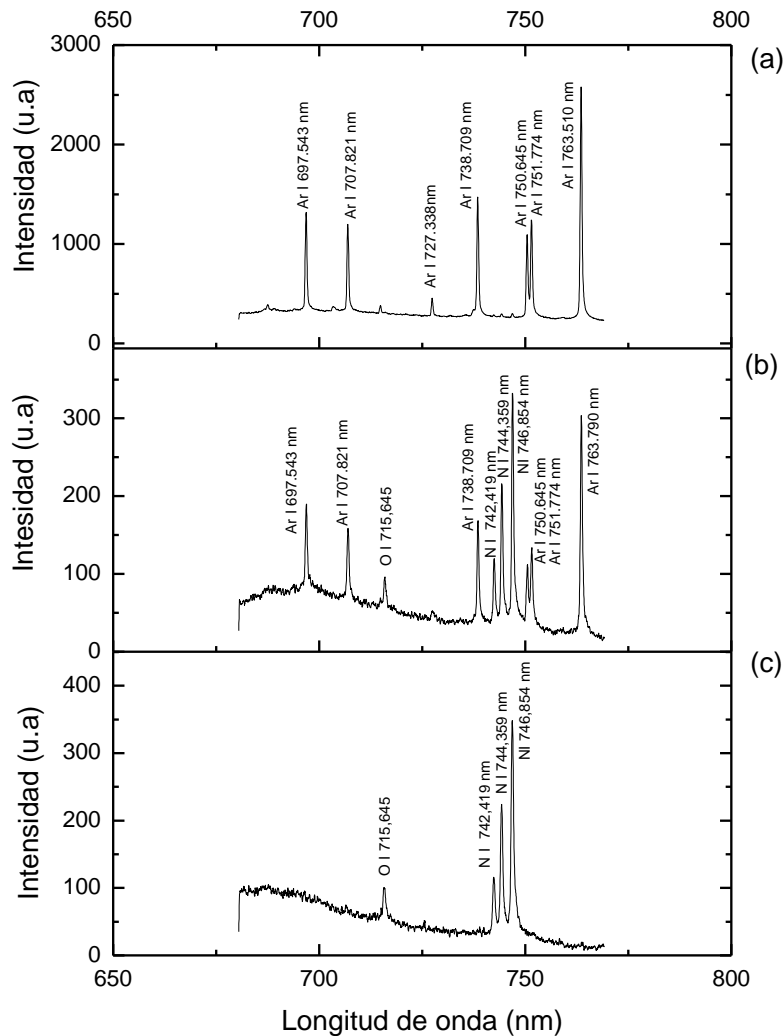 650 700 750 800
(a)
3000
2000
1000
0
Intensidad (u.a)
Ar I 697.543 nm
Ar I 707.821 nm
Ar I 727.338nm
Ar I 738.709 nm
Ar I 750.645 nm
Ar I 751.774 nm
Ar I 763.510 nm
(b)
300
200
100
0
Intesidad (u.a)
Ar I 697.543 nm
Ar I 707.821 nm
O I 715,645
Ar I 738.709 nm
N I 742,419 nm
N I 744,359 nm
NI 746,854 nm
Ar I 750.645 nm
Ar I 751.774 nm
Ar I 763.790 nm
(c)
400
300
200
100
0
Intensidad (u.a)
O I 715,645
N I 742,419 nm
N I 744,359 nm
NI 746,854 nm
650 700 750 800
Longitud de onda (nm)